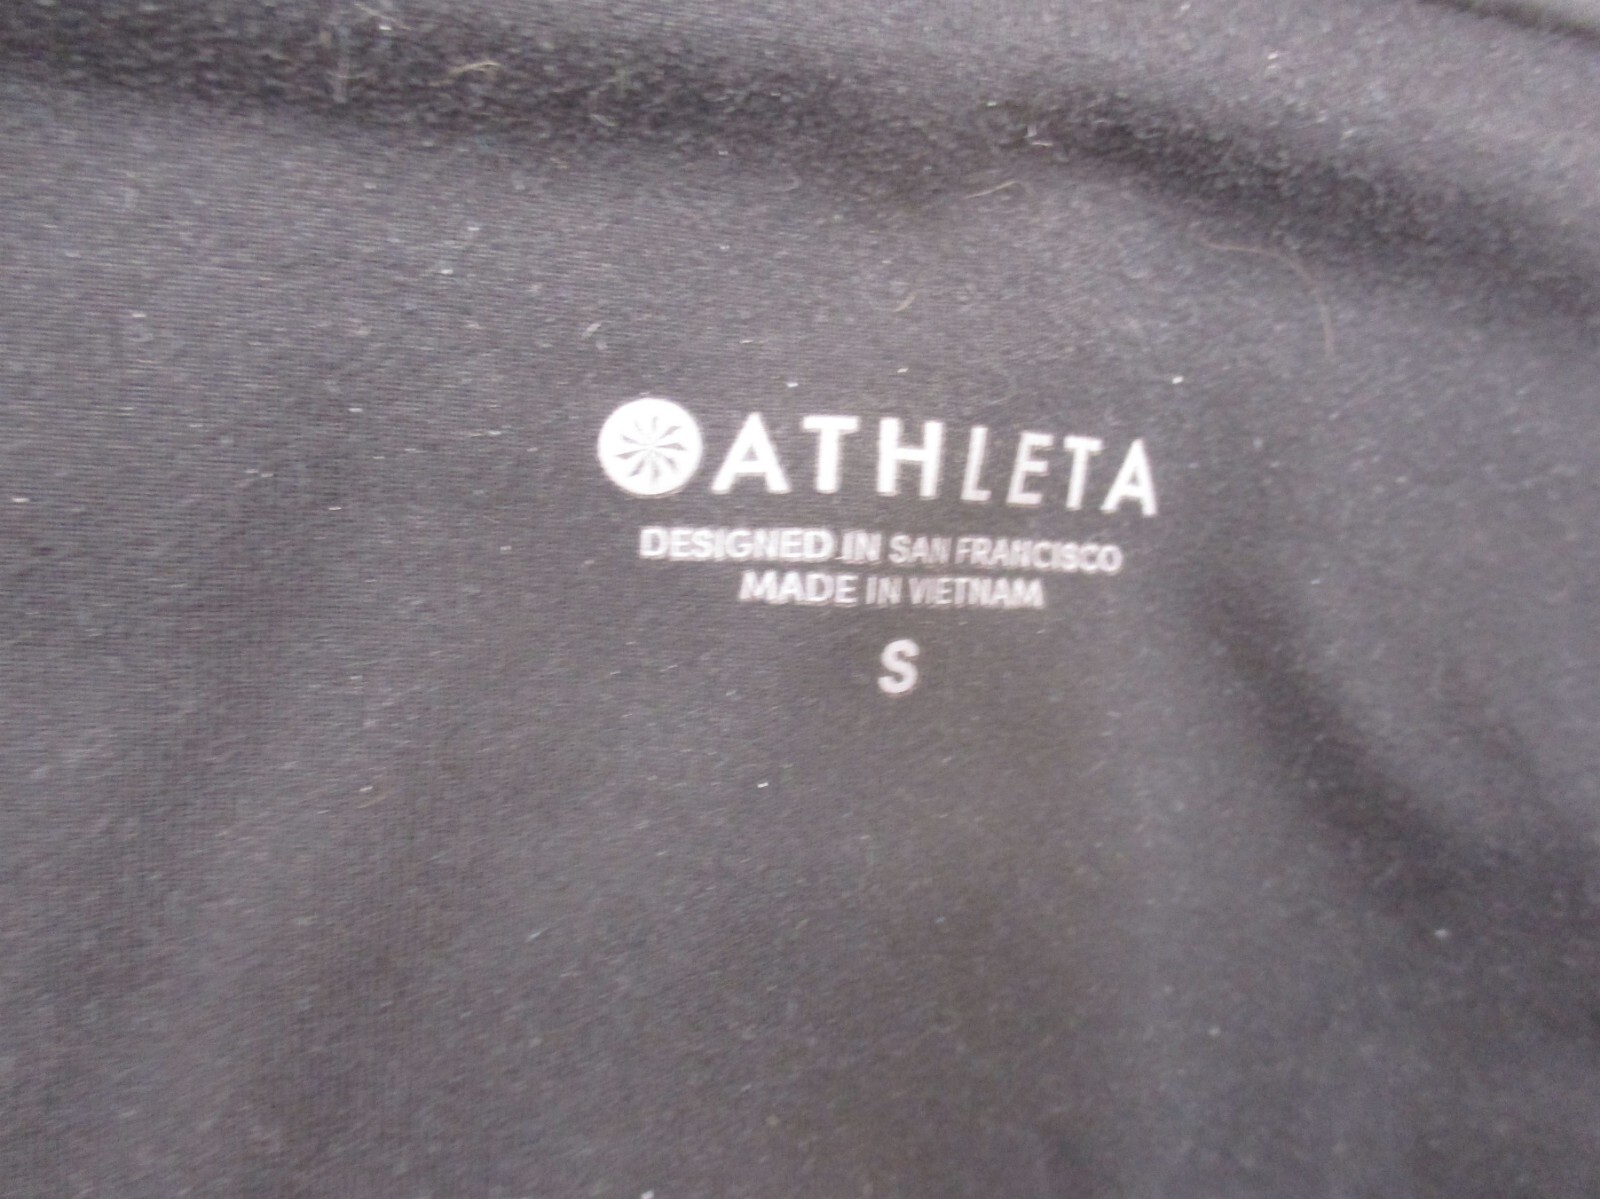 ATHLETA
DESIGNED IN SAN FRANCISCO
MADE IN VIETNAM
S